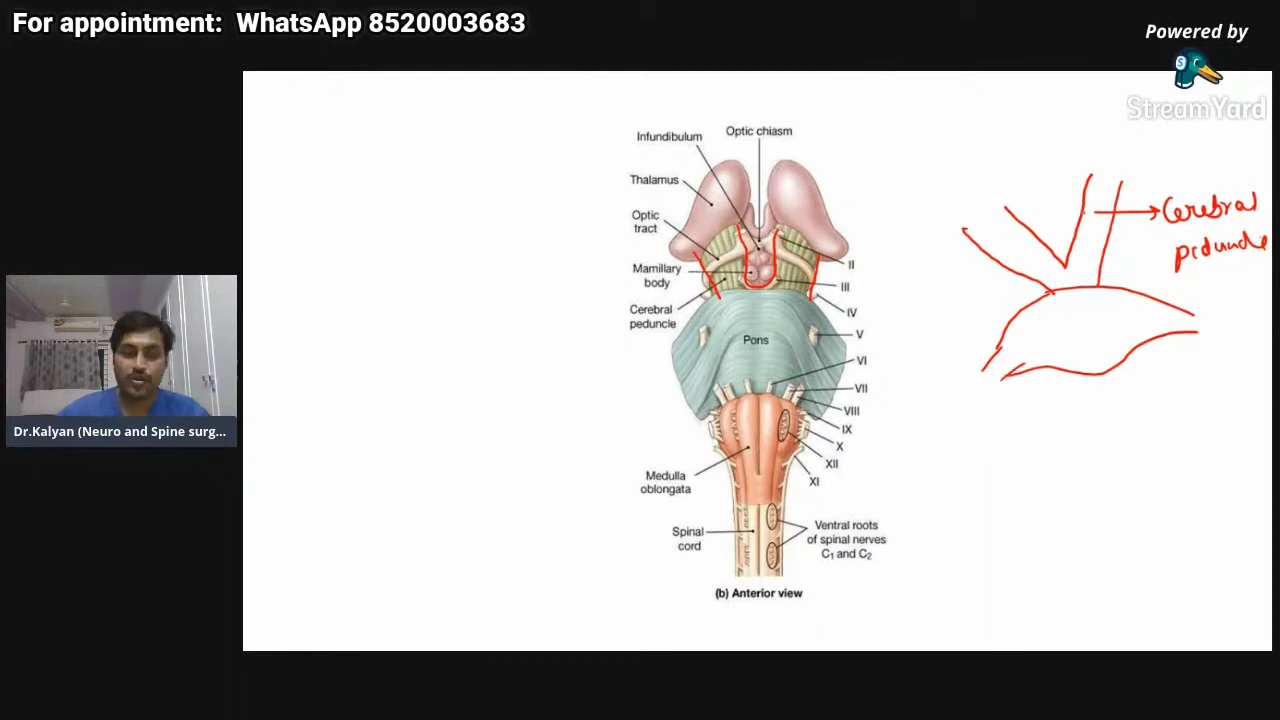 For appointment: WhatsApp 8520003683
Powered by
S
StreamYard
Infundibulum
Optic chiasm
Thalamus
Optic
tract
Mamillary
body
Cerebral
peduncle
Pons
II
III
IV
V
VI
VII
VIII
IX
X
XII
XI
Medulla
oblongata
Spinal
cord
Ventral roots
of spinal nerves
C₁ and C₂
(b) Anterior view
Cerebral
peduncle
Dr.Kalyan (Neuro and Spine surg...